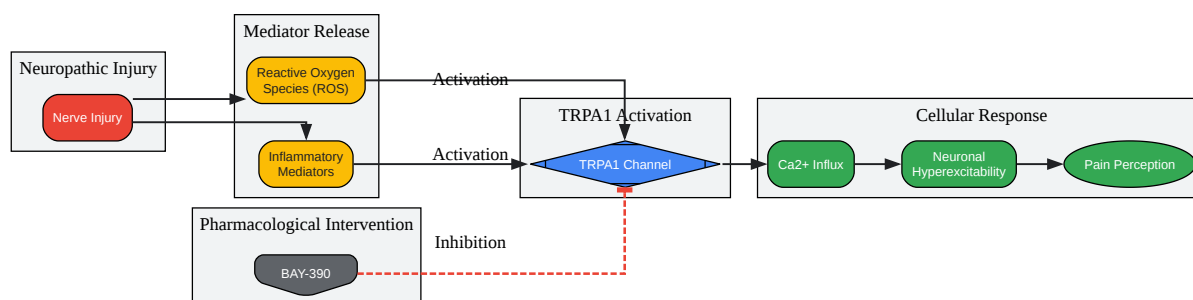 Neuropathic Injury
Nerve Injury
Mediator Release
Reactive Oxygen
Species (ROS)
Inflammatory
Mediators
Activation
Activation
TRPA1 Activation
TRPA1 Channel
Cellular Response
Ca2+ Influx
Neuronal
Hyperexcitability
Pain Perception
Pharmacological Intervention
BAY-390
Inhibition